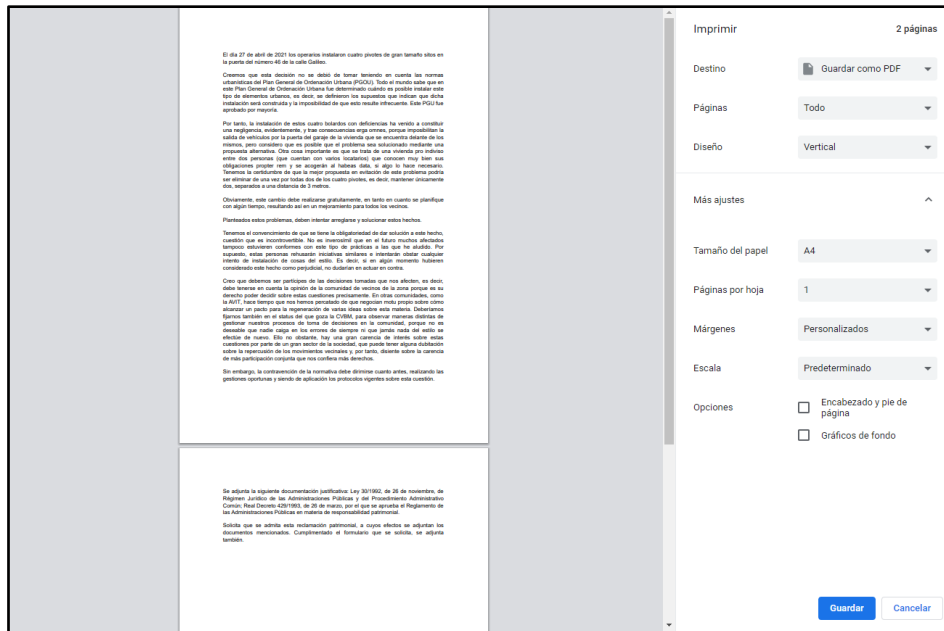 El día 27 de abril de 2021 los operarios instalaron cuatro pivotes de gran tamaño sitos en
la puerta del número 46 de la calle Galileo.
Creemos que esta decisión no se debió de tomar teniendo en cuenta las normas
urbanísticas del Plan General de Ordenación Urbana (PGOU). Todo el mundo sabe que en
este Plan General de Ordenación Urbana fue determinado cuándo es posible instalar este
tipo de elementos urbanos, es decir, se definieron los supuestos que indican que dicha
instalación será construida y la imposibilidad de que esto resulte infrecuente. Este PGU fue
aprobado por mayoría.
Por tanto, la instalación de estos cuatro bolardos con deficiencias ha venido a constituir
una negligencia, evidentemente, y tras consecuencias erga omnes, porque imposibilitan la
salida de vehículos por la puerta del garaje de la vivienda que se encuentra delante de los
mismos, pero considero que es posible que el problema sea solucionado mediante una
propuesta alternativa. Otra cosa importante es que se trata de una vivienda pro indiviso
entre dos personas (que cuentan con varios locatarios) que conocen muy bien sus
obligaciones propter rem y se acogerán al habeas data, si algo lo hace necesario.
Tenemos la certidumbre de que la mejor propuesta en evitación de este problema podría
ser eliminar de una vez por todas dos de los cuatro pivotes, es decir, mantener únicamente
dos, separados a una distancia de 3 metros.
Obviamente, este cambio debe realizarse gratuitamente, en tanto en cuanto se planifique
con algún tiempo, resultando así en un mejoramiento para todos los vecinos.
Planteados estos problemas, deben intentar arreglarse y solucionar estos hechos.
Tenemos el convencimiento de que se tiene la obligatoriedad de dar solución a este hecho,
cuestión que es incontrovertible. No es inverosímil que en el futuro muchos afectados
tampoco estuvieren conformes con este tipo de prácticas a las que he aludido. Por
supuesto, estas personas rehusarán iniciativas similares e intentarán obstar cualquier
intento de instalación de cosas del estilo. Es decir, si en algún momento hubieren
considerado este hecho como perjudicial, no dudarían en actuar en contra.
Creo que debemos ser partícipes de las decisiones tomadas que nos afecten, es decir,
debe tenerse en cuenta la opinión de la comunidad de vecinos de la zona porque es su
derecho poder decidir sobre estas cuestiones precisamente. En otras comunidades, como
la AVIT, hace tiempo que nos hemos percatado de que negocian motu proprio sobre cómo
alcanzar un pacto para la regeneración de varias ideas sobre esta materia. Deberíamos
fijarnos también en el status del que goza la CVBM, para observar maneras distintas de
gestionar nuestros procesos de toma de decisiones en la comunidad, porque no es
deseable que nadie caiga en los errores de siempre ni que jamás nada del estilo se
efectúe de nuevo. Ello no obstante, hay una gran carencia de interés sobre estas
cuestiones por parte de un gran sector de la sociedad, que puede tener alguna dubitación
sobre la repercusión de los movimientos vecinales y, por tanto, disiente sobre la carencia
de más participación conjunta que nos confiera más derechos.
Sin embargo, la contravención de la normativa debe dirimirse cuanto antes, realizando las
gestiones oportunas y siendo de aplicación los protocolos vigentes sobre esta cuestión.
Se adjunta la siguiente documentación justificativa: Ley 30/1992, de 26 de noviembre, de
Régimen Jurídico de las Administraciones Públicas y del Procedimiento Administrativo
Común; Real Decreto 429/1993, de 26 de marzo, por el que se aprueba el Reglamento de
las Administraciones Públicas en materia de responsabilidad patrimonial.
Solicita que se admita esta reclamación patrimonial, a cuyos efectos se adjuntan los
documentos mencionados. Cumplimentado el formulario que se solicita, se adjunta
también.
Imprimir 2 páginas
Destino Guardar como PDF
Páginas Todo
Diseño Vertical
Más ajustes
Tamaño del papel A4
Páginas por hoja 1
Márgenes Personalizados
Escala Predeterminado
Opciones Encabezado y pie de
página
Gráficos de fondo
Guardar Cancelar